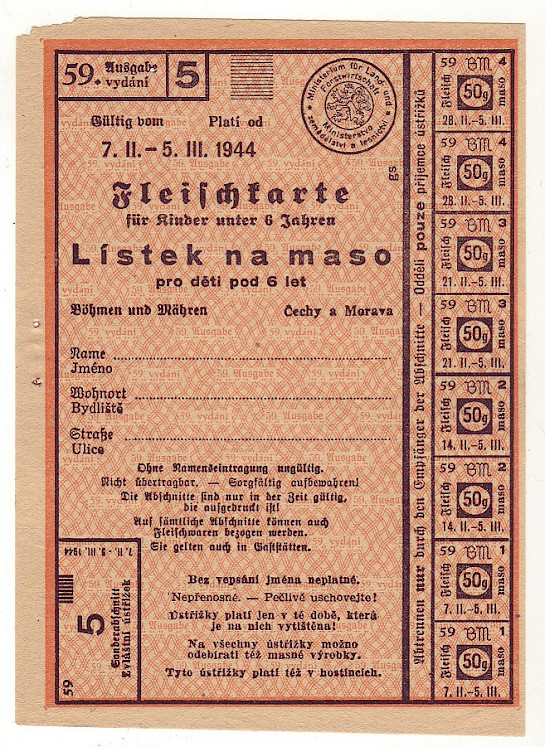 59. Ausgabe
vydání
5
Gültig vom Platí od
7. II. – 5. III. 1944
Ministerium für Land- und Forstwirtschaft
Ministerstvo zemědělství a lesnictví
gs
Fleischkarte
für Kinder unter 6 Jahren
Lístek na maso
pro děti pod 6 let
Böhmen und Mähren Čechy a Morava
Name
Jméno
Wohnort
Bydliště
Straße
Ulice
Ohne Namenseintragung ungültig.
Nicht übertragbar. — Sorgfältig aufbewahren!
Die Abschnitte sind nur in der Zeit gültig,
die aufgedruckt ist!
Auf sämtliche Abschnitte können auch
Fleischwaren bezogen werden.
Sie gelten auch in Gaststätten.
Bez vepsání jména neplatné.
Nepřenosné. — Pečlivě uschovejte!
Ústřižky platí jen v té době, která
je na nich vytištěna!
Na všechny ústřižky možno
odebírati též masné výrobky.
Tyto ústřižky platí též v hostincích.
59
5
Sonderabschnitt
Zvláštní ústřižek
7. II. - 5. III. 1944
Abtrennen nur durch den Empfänger der Abschnitte — Oddělí pouze příjemce ústřižků
59 BM 4
Fleisch 50g maso
28. II.-5. III.
59 BM 4
Fleisch 50g maso
28. II.-5. III.
59 BM 3
Fleisch 50g maso
21. II.-5. III.
59 BM 3
Fleisch 50g maso
21. II.-5. III.
59 BM 2
Fleisch 50g maso
14. II.-5. III.
59 BM 2
Fleisch 50g maso
14. II.-5. III.
59 BM 1
Fleisch 50g maso
7. II.-5. III.
59 BM 1
Fleisch 50g maso
7. II.-5. III.